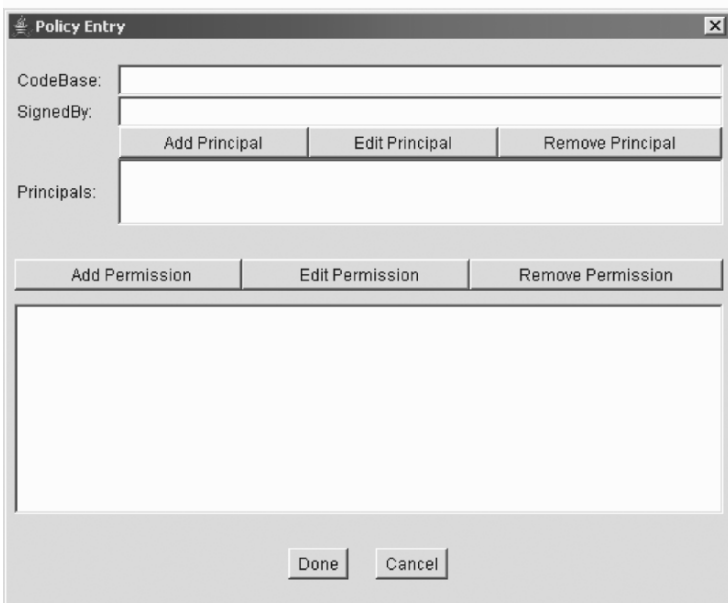 Policy Entry
CodeBase:
SignedBy:
Add Principal Edit Principal Remove Principal
Principals:
Add Permission Edit Permission Remove Permission
Done Cancel